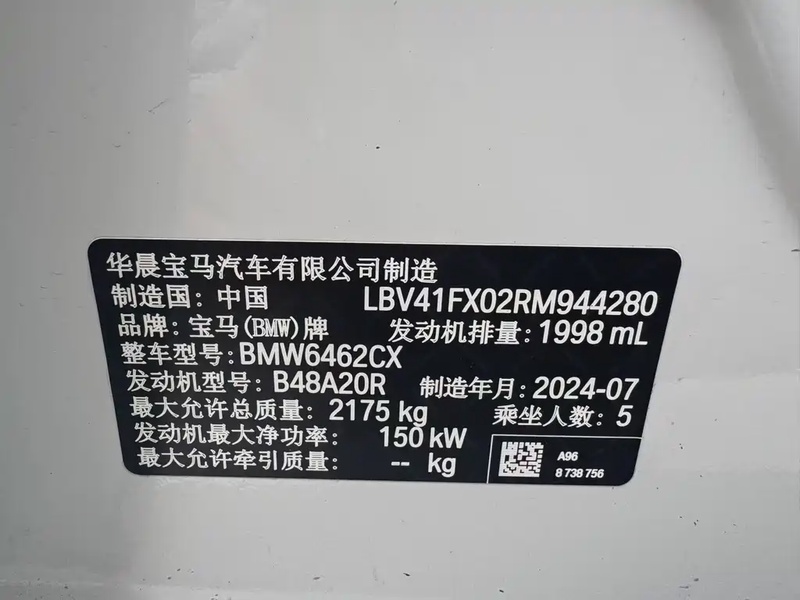 华晨宝马汽车有限公司制造
制造国: 中国 LBV41FX02RM944280
品牌: 宝马(BMW)牌 发动机排量: 1998 mL
整车型号: BMW6462CX
发动机型号: B48A20R 制造年月: 2024-07
最大允许总质量: 2175 kg 乘坐人数: 5
发动机最大净功率: 150 kW
最大允许牵引质量: -- kg
A96
8 738 756